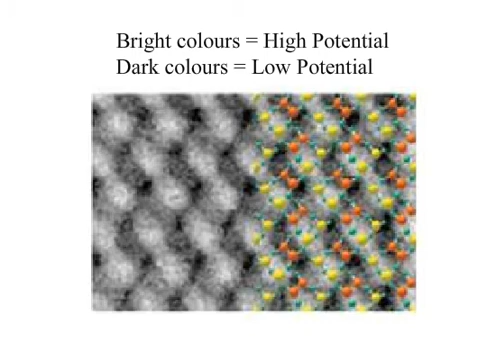 Bright colours = High Potential
Dark colours = Low Potential